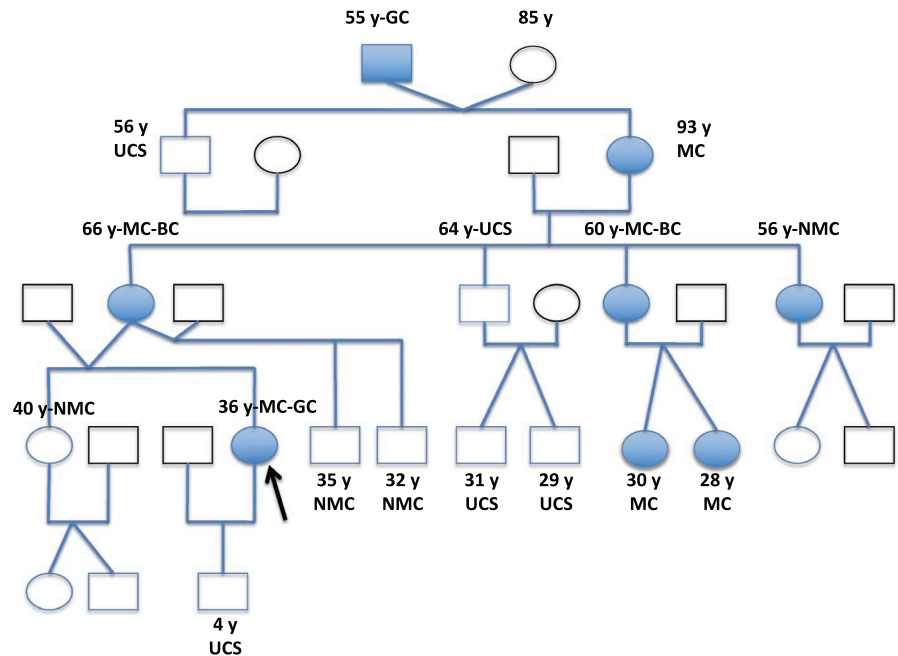 55 y-GC
85 y
56 y
UCS
93 y
MC
66 y-MC-BC
64 y-UCS
60 y-MC-BC
56 y-NMC
40 y-NMC
36 y-MC-GC
35 y
NMC
32 y
NMC
31 y
UCS
29 y
UCS
30 y
MC
28 y
MC
4 y
UCS